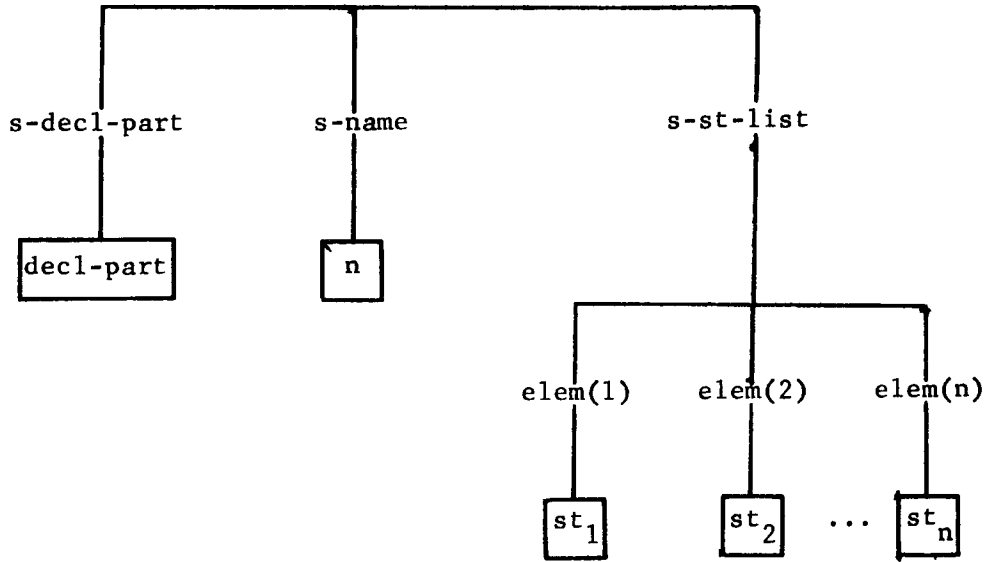 s-decl-part s-name s-st-list
decl-part n
elem(1) elem(2) elem(n)
st₁ st₂ ... stₙ